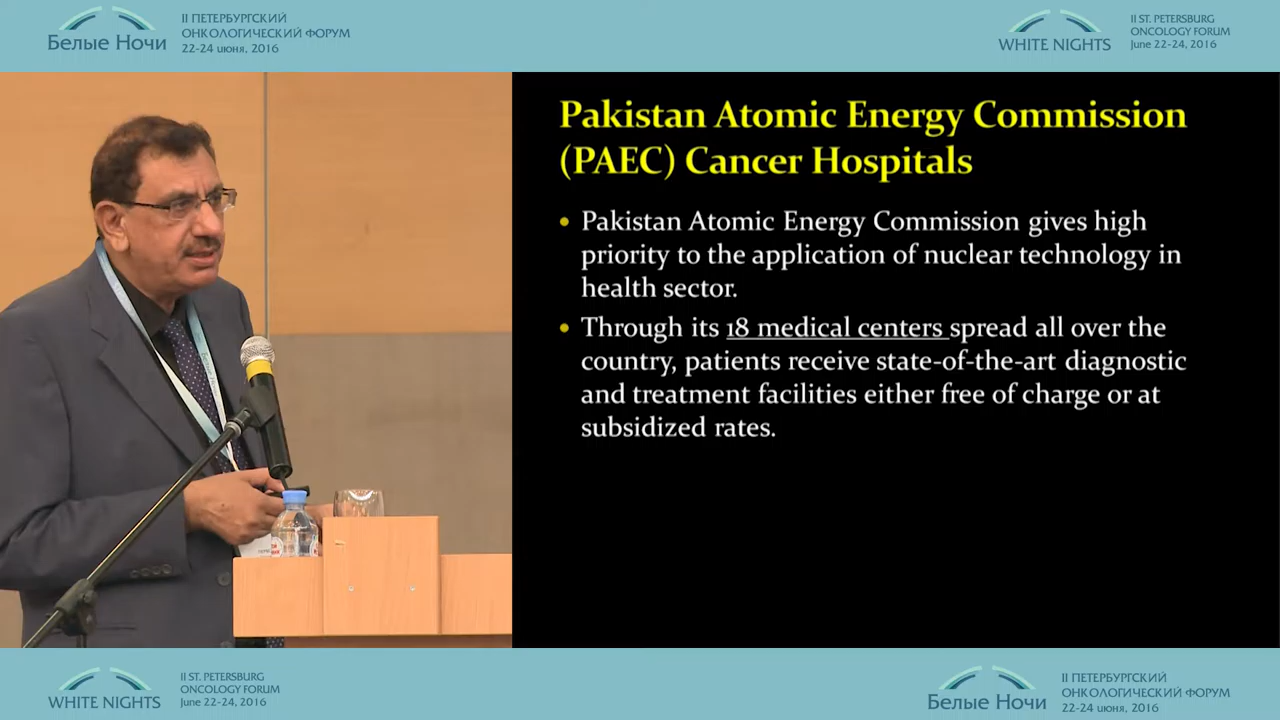 Белые Ночи
II ПЕТЕРБУРГСКИЙ
ОНКОЛОГИЧЕСКИЙ ФОРУМ
22-24 июня, 2016
WHITE NIGHTS
II ST. PETERSBURG
ONCOLOGY FORUM
June 22-24, 2016
Pakistan Atomic Energy Commission
(PAEC) Cancer Hospitals
• Pakistan Atomic Energy Commission gives high
priority to the application of nuclear technology in
health sector.
• Through its 18 medical centers spread all over the
country, patients receive state-of-the-art diagnostic
and treatment facilities either free of charge or at
subsidized rates.
WHITE NIGHTS
II ST. PETERSBURG
ONCOLOGY FORUM
June 22-24, 2016
Белые Ночи
II ПЕТЕРБУРГСКИЙ
ОНКОЛОГИЧЕСКИЙ ФОРУМ
22-24 июня, 2016